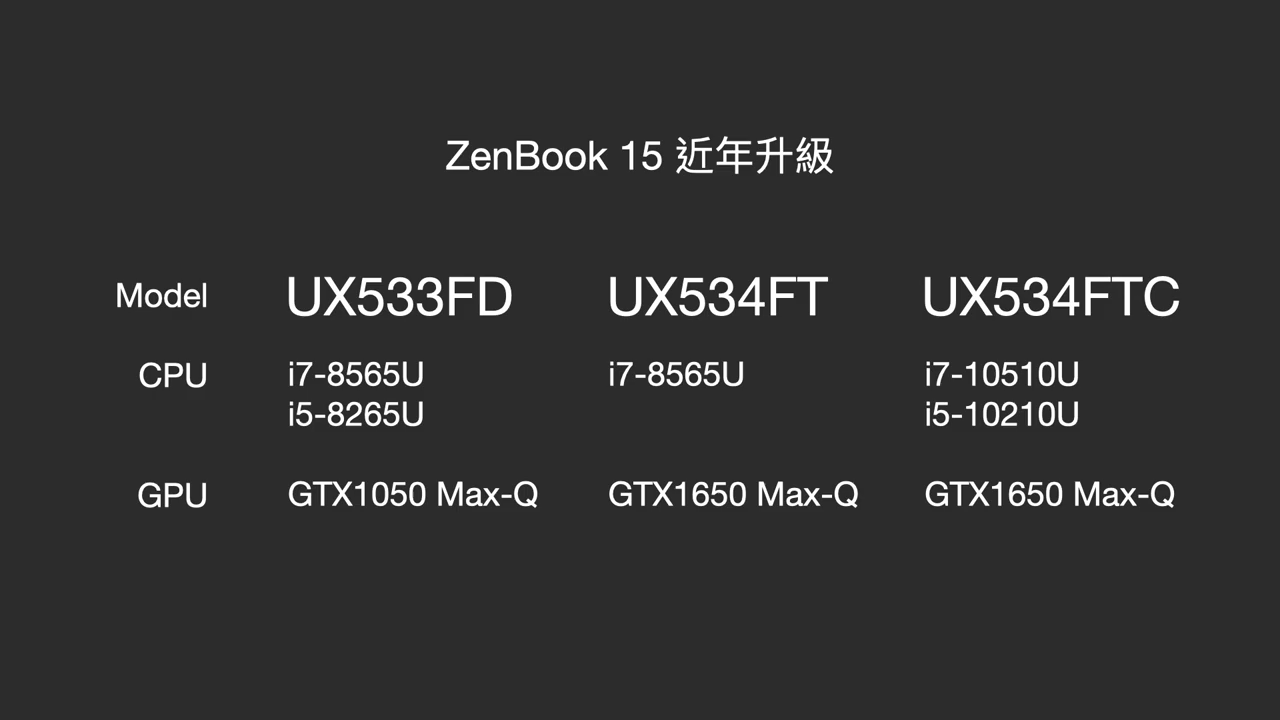 ZenBook 15 近年升級
Model UX533FD UX534FT UX534FTC
CPU i7-8565U i7-8565U i7-10510U
i5-8265U i5-10210U
GPU GTX1050 Max-Q GTX1650 Max-Q GTX1650 Max-Q